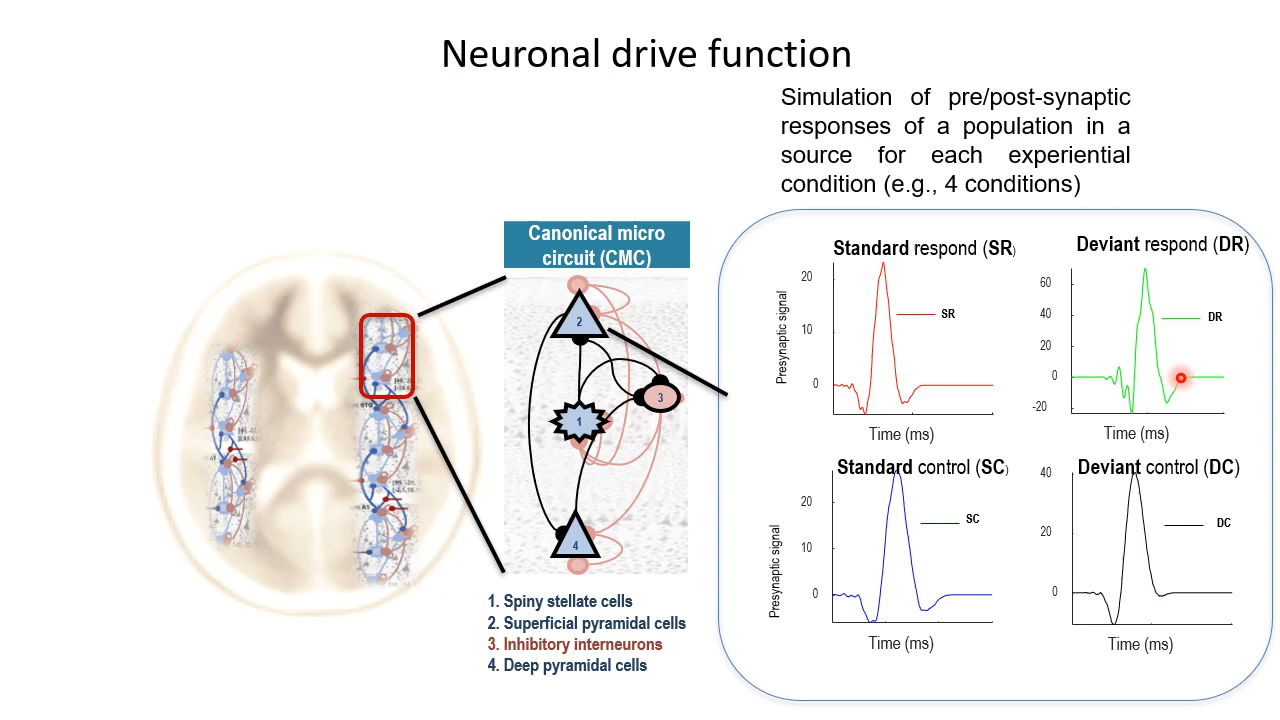 Neuronal drive function
Simulation of pre/post-synaptic
responses of a population in a
source for each experiential
condition (e.g., 4 conditions)
Canonical micro
circuit (CMC)
2
3
1
4
1. Spiny stellate cells
2. Superficial pyramidal cells
3. Inhibitory interneurons
4. Deep pyramidal cells
Standard respond (SR)
20
10
0
Presynaptic signal
SR
Time (ms)
Deviant respond (DR)
60
40
20
0
-20
DR
Time (ms)
Standard control (SC)
20
10
0
Presynaptic signal
SC
Time (ms)
Deviant control (DC)
40
20
0
DC
Time (ms)